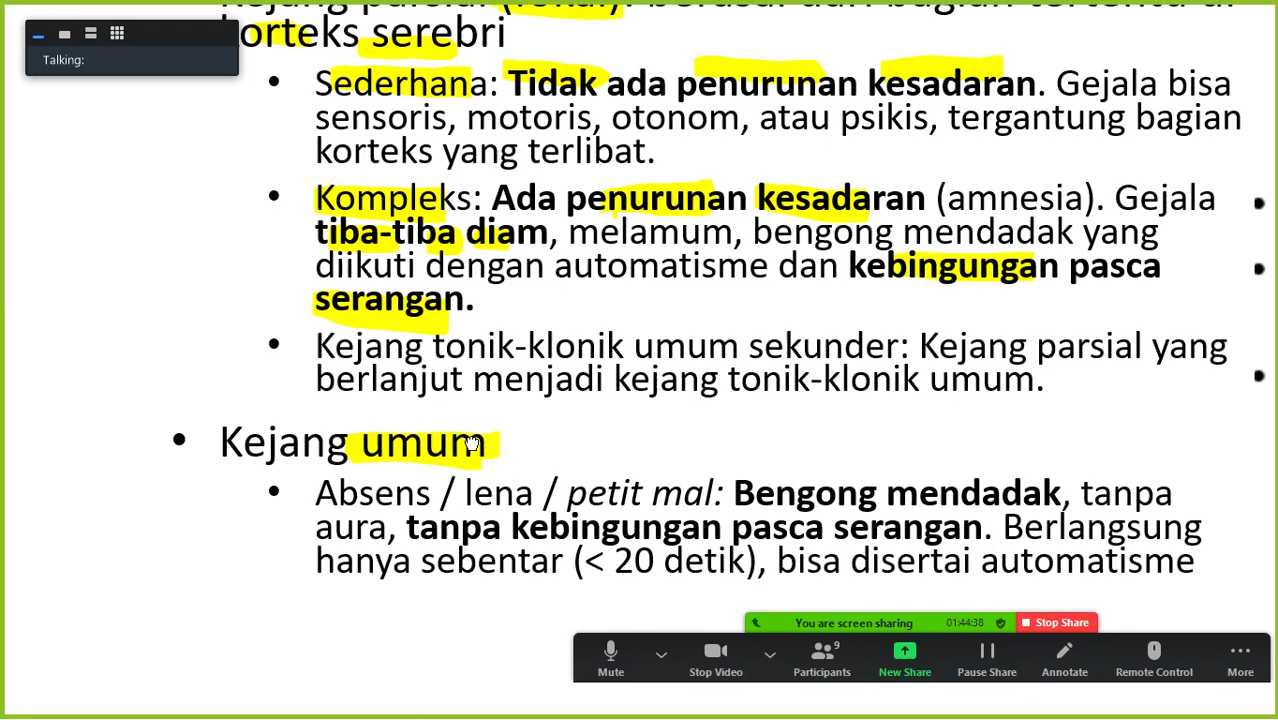 korteks serebri
Talking:
• Sederhana: Tidak ada penurunan kesadaran. Gejala bisa
sensoris, motoris, otonom, atau psikis, tergantung bagian
korteks yang terlibat.
• Kompleks: Ada penurunan kesadaran (amnesia). Gejala
tiba-tiba diam, melamum, bengong mendadak yang
diikuti dengan automatisme dan kebingungan pasca
serangan.
• Kejang tonik-klonik umum sekunder: Kejang parsial yang
berlanjut menjadi kejang tonik-klonik umum.
• Kejang umum
• Absens / lena / petit mal: Bengong mendadak, tanpa
aura, tanpa kebingungan pasca serangan. Berlangsung
hanya sebentar (< 20 detik), bisa disertai automatisme
You are screen sharing 01:44:38 Stop Share
9
Mute Stop Video Participants New Share Pause Share Annotate Remote Control More